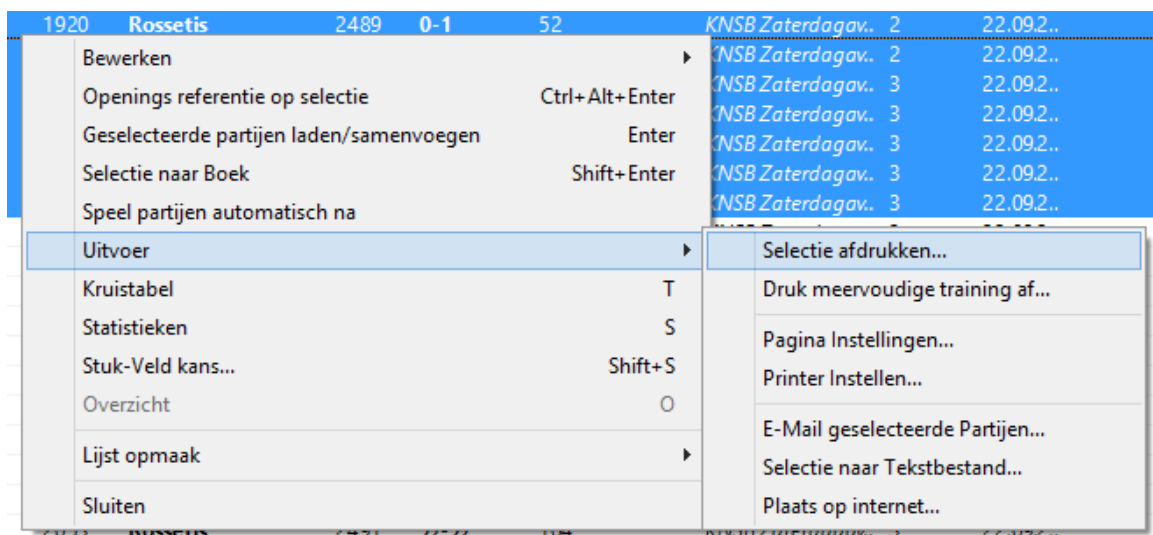 1920 Rossetis 2489 0-1 52 KNSB Zaterdagav.. 2 22.09.2..
Bewerken
KNSB Zaterdagav.. 2 22.09.2..
Openings referentie op selectie Ctrl+Alt+Enter
KNSB Zaterdagav.. 3 22.09.2..
KNSB Zaterdagav.. 3 22.09.2..
Geselecteerde partijen laden/samenvoegen Enter
KNSB Zaterdagav.. 3 22.09.2..
Selectie naar Boek Shift+Enter
KNSB Zaterdagav.. 3 22.09.2..
Speel partijen automatisch na
KNSB Zaterdagav.. 3 22.09.2..
Uitvoer
Kruistabel T
Statistieken S
Stuk-Veld kans... Shift+S
Overzicht O
Lijst opmaak
Sluiten
Selectie afdrukken...
Druk meervoudige training af...
Pagina Instellingen...
Printer Instellen...
E-Mail geselecteerde Partijen...
Selectie naar Tekstbestand...
Plaats op internet...